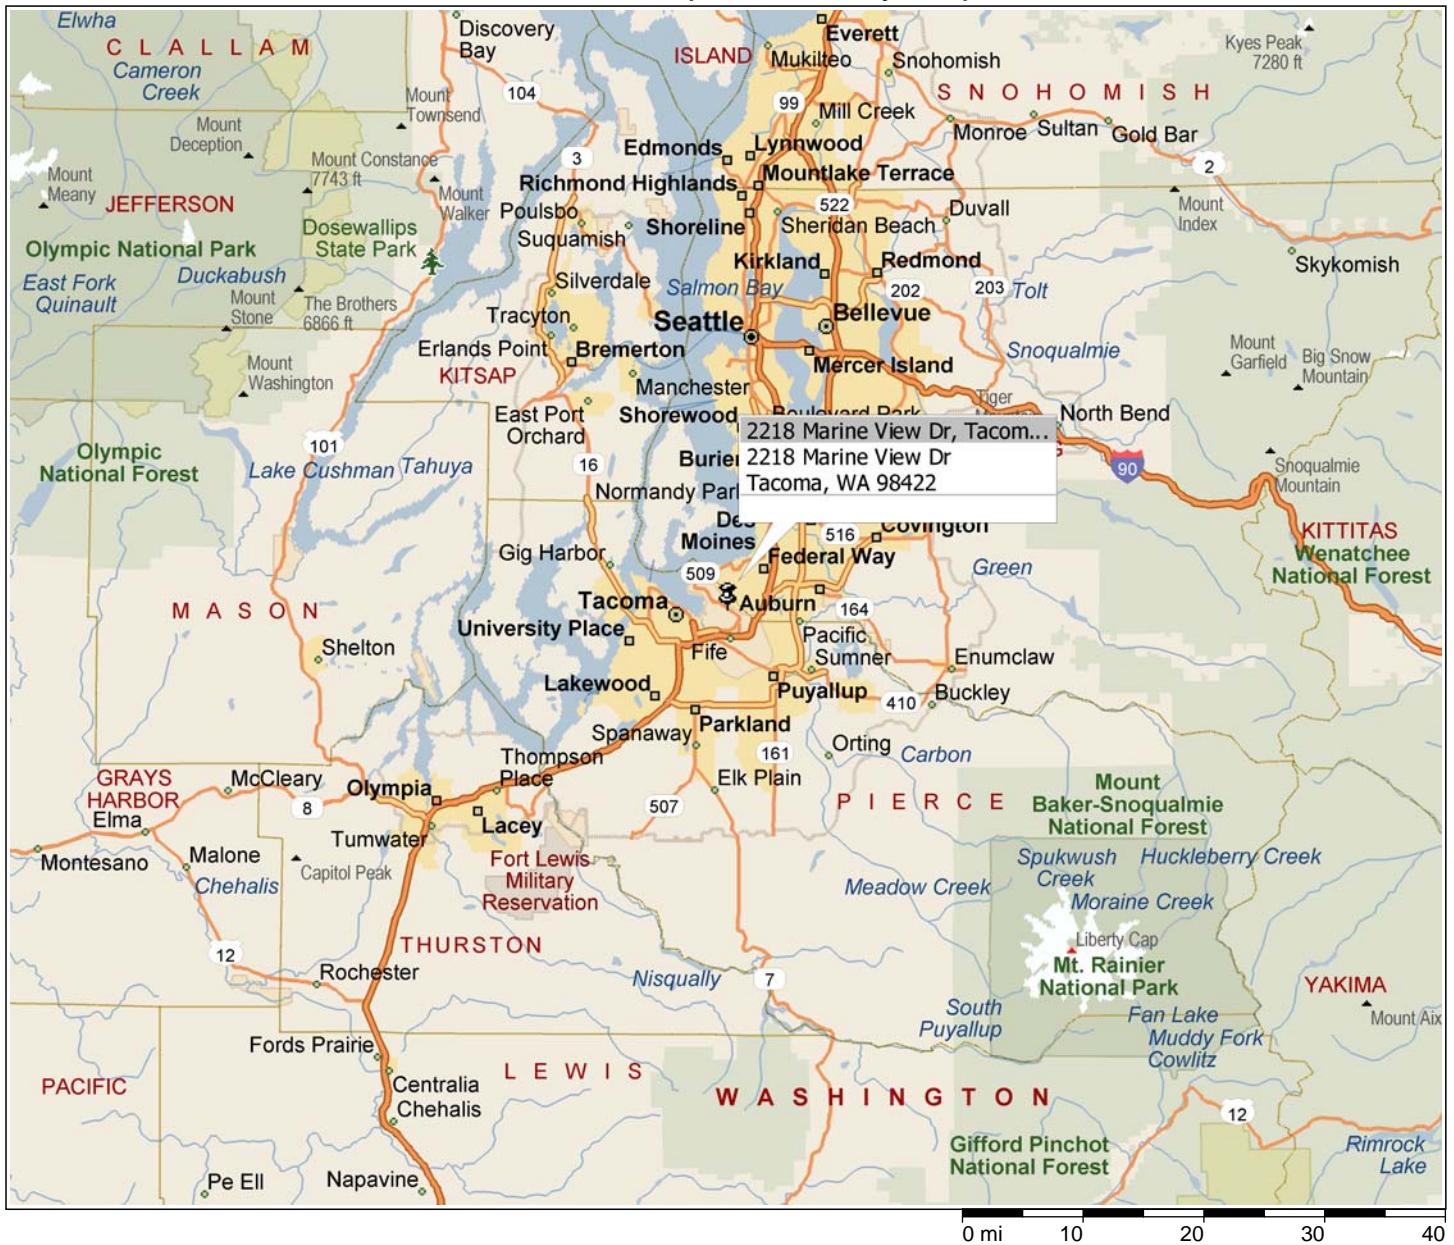 Elwha
CLALLAM
Cameron
Creek
Discovery
Bay
ISLAND
Everett
Mukilteo
Snohomish
Kyes Peak
7280 ft
104
99
SNOHOMISH
Mount
Townsend
Mount
Deception
Mill Creek
Monroe
Sultan
Gold Bar
2
Mount Constance
7743 ft
3
Edmonds
Lynnwood
Mount
Meany
JEFFERSON
Mount
Walker
Richmond Highlands
Mountlake Terrace
Poulsbo
522
Duvall
Mount
Index
Dosewallips
State Park
Suquamish
Shoreline
Sheridan Beach
Olympic National Park
Kirkland
Redmond
Skykomish
East Fork
Quinault
Duckabush
Silverdale
Salmon Bay
202
203
Tolt
Mount
Stone
The Brothers
6866 ft
Tracyton
Seattle
Bellevue
Erlands Point
Bremerton
KITSAP
Mercer Island
Snoqualmie
Mount
Garfield
Big Snow
Mountain
Mount
Washington
Manchester
Tiger
East Port
Orchard
Shorewood
Boulevard Park
North Bend
2218 Marine View Dr, Tacom...
2218 Marine View Dr
Tacoma, WA 98422
101
Olympic
National Forest
Lake Cushman
Tahuya
16
90
Snoqualmie
Mountain
Normandy
Des
Moines
516
Covington
KITTITAS
Wenatchee
National Forest
Gig Harbor
509
Federal Way
Green
MASON
Tacoma
Auburn
164
University Place
Pacific
Shelton
Fife
Sumner
Enumclaw
Lakewood
Puyallup
410
Buckley
Parkland
Spanaway
161
Orting
Carbon
Thompson
Place
GRAYS
HARBOR
McCleary
Olympia
Elk Plain
Mount
Baker-Snoqualmie
National Forest
8
507
PIERCE
Elma
Lacey
Tumwater
Montesano
Malone
Chehalis
Capitol Peak
Fort Lewis
Military
Reservation
Spukwush
Creek
Huckleberry Creek
Meadow Creek
Moraine Creek
THURSTON
Liberty Cap
12
Rochester
Nisqually
7
Mt. Rainier
National Park
YAKIMA
South
Puyallup
Fan Lake
Mount Aix
Muddy Fork
Cowlitz
Fords Prairie
PACIFIC
Centralia
LEWIS
WASHINGTON
Chehalis
12
Gifford Pinchot
National Forest
Rimrock
Lake
Pe Ell
Napavine
0 mi 10 20 30 40